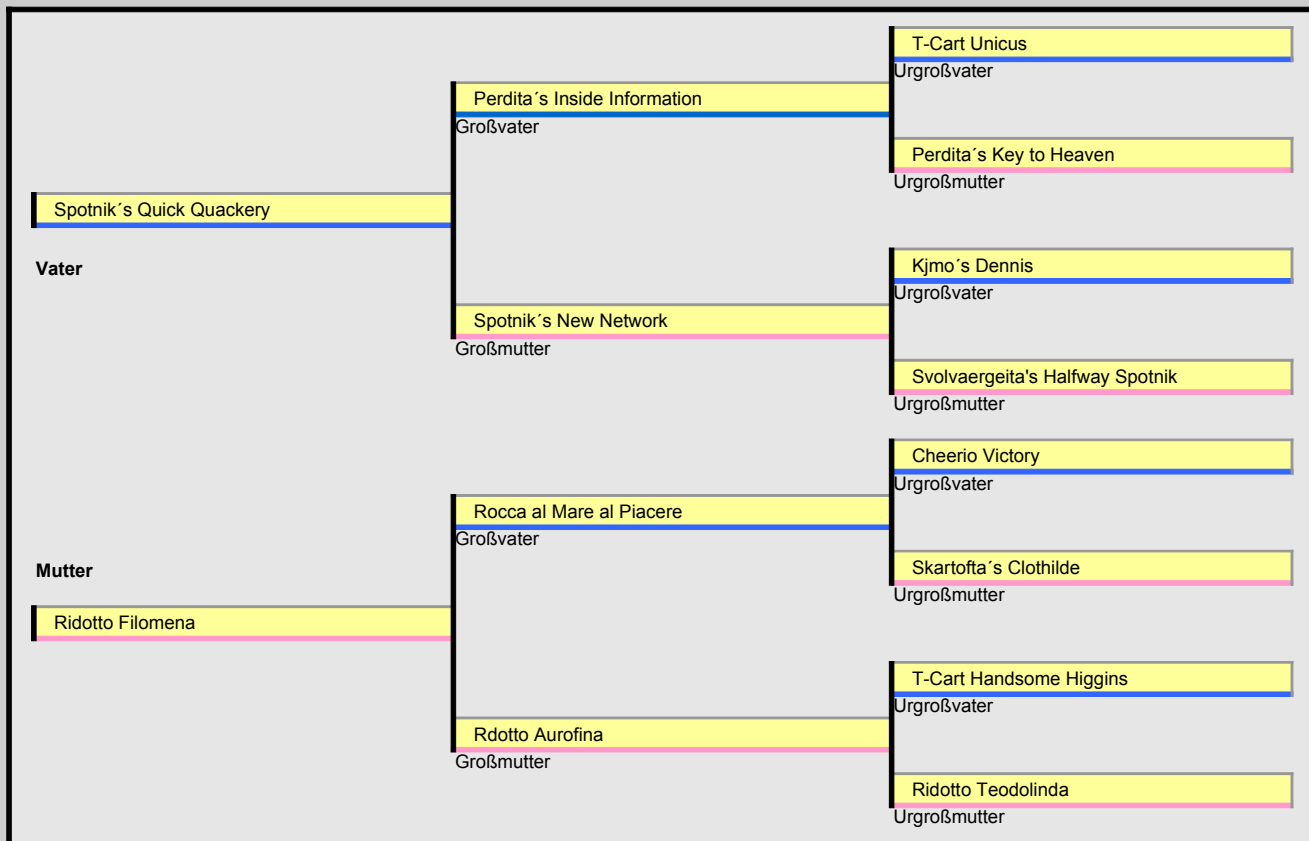 T-Cart Unicus
Urgroßvater
Perdita´s Inside Information
Großvater
Perdita´s Key to Heaven
Urgroßmutter
Spotnik´s Quick Quackery
Vater
Kjmo´s Dennis
Urgroßvater
Spotnik´s New Network
Großmutter
Svolvaergeita's Halfway Spotnik
Urgroßmutter
Cheerio Victory
Urgroßvater
Rocca al Mare al Piacere
Großvater
Mutter
Skartofta´s Clothilde
Urgroßmutter
Ridotto Filomena
T-Cart Handsome Higgins
Urgroßvater
Rdotto Aurofina
Großmutter
Ridotto Teodolinda
Urgroßmutter